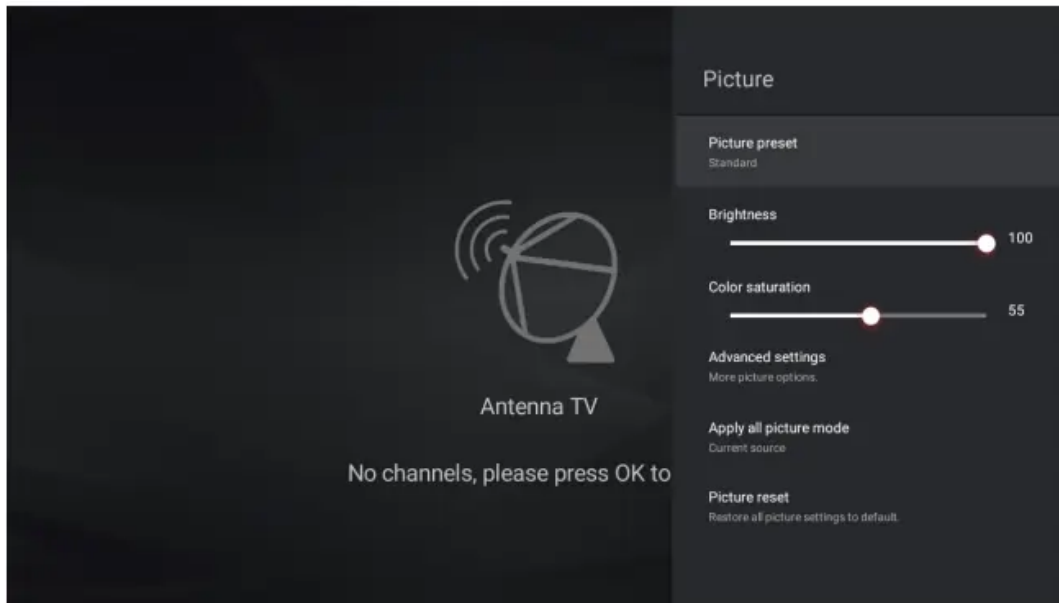 Picture
Picture preset
Standard
Brightness
100
Color saturation
55
Advanced settings
More picture options.
Apply all picture mode
Current source
Picture reset
Restore all picture settings to default.
Antenna TV
No channels, please press OK to